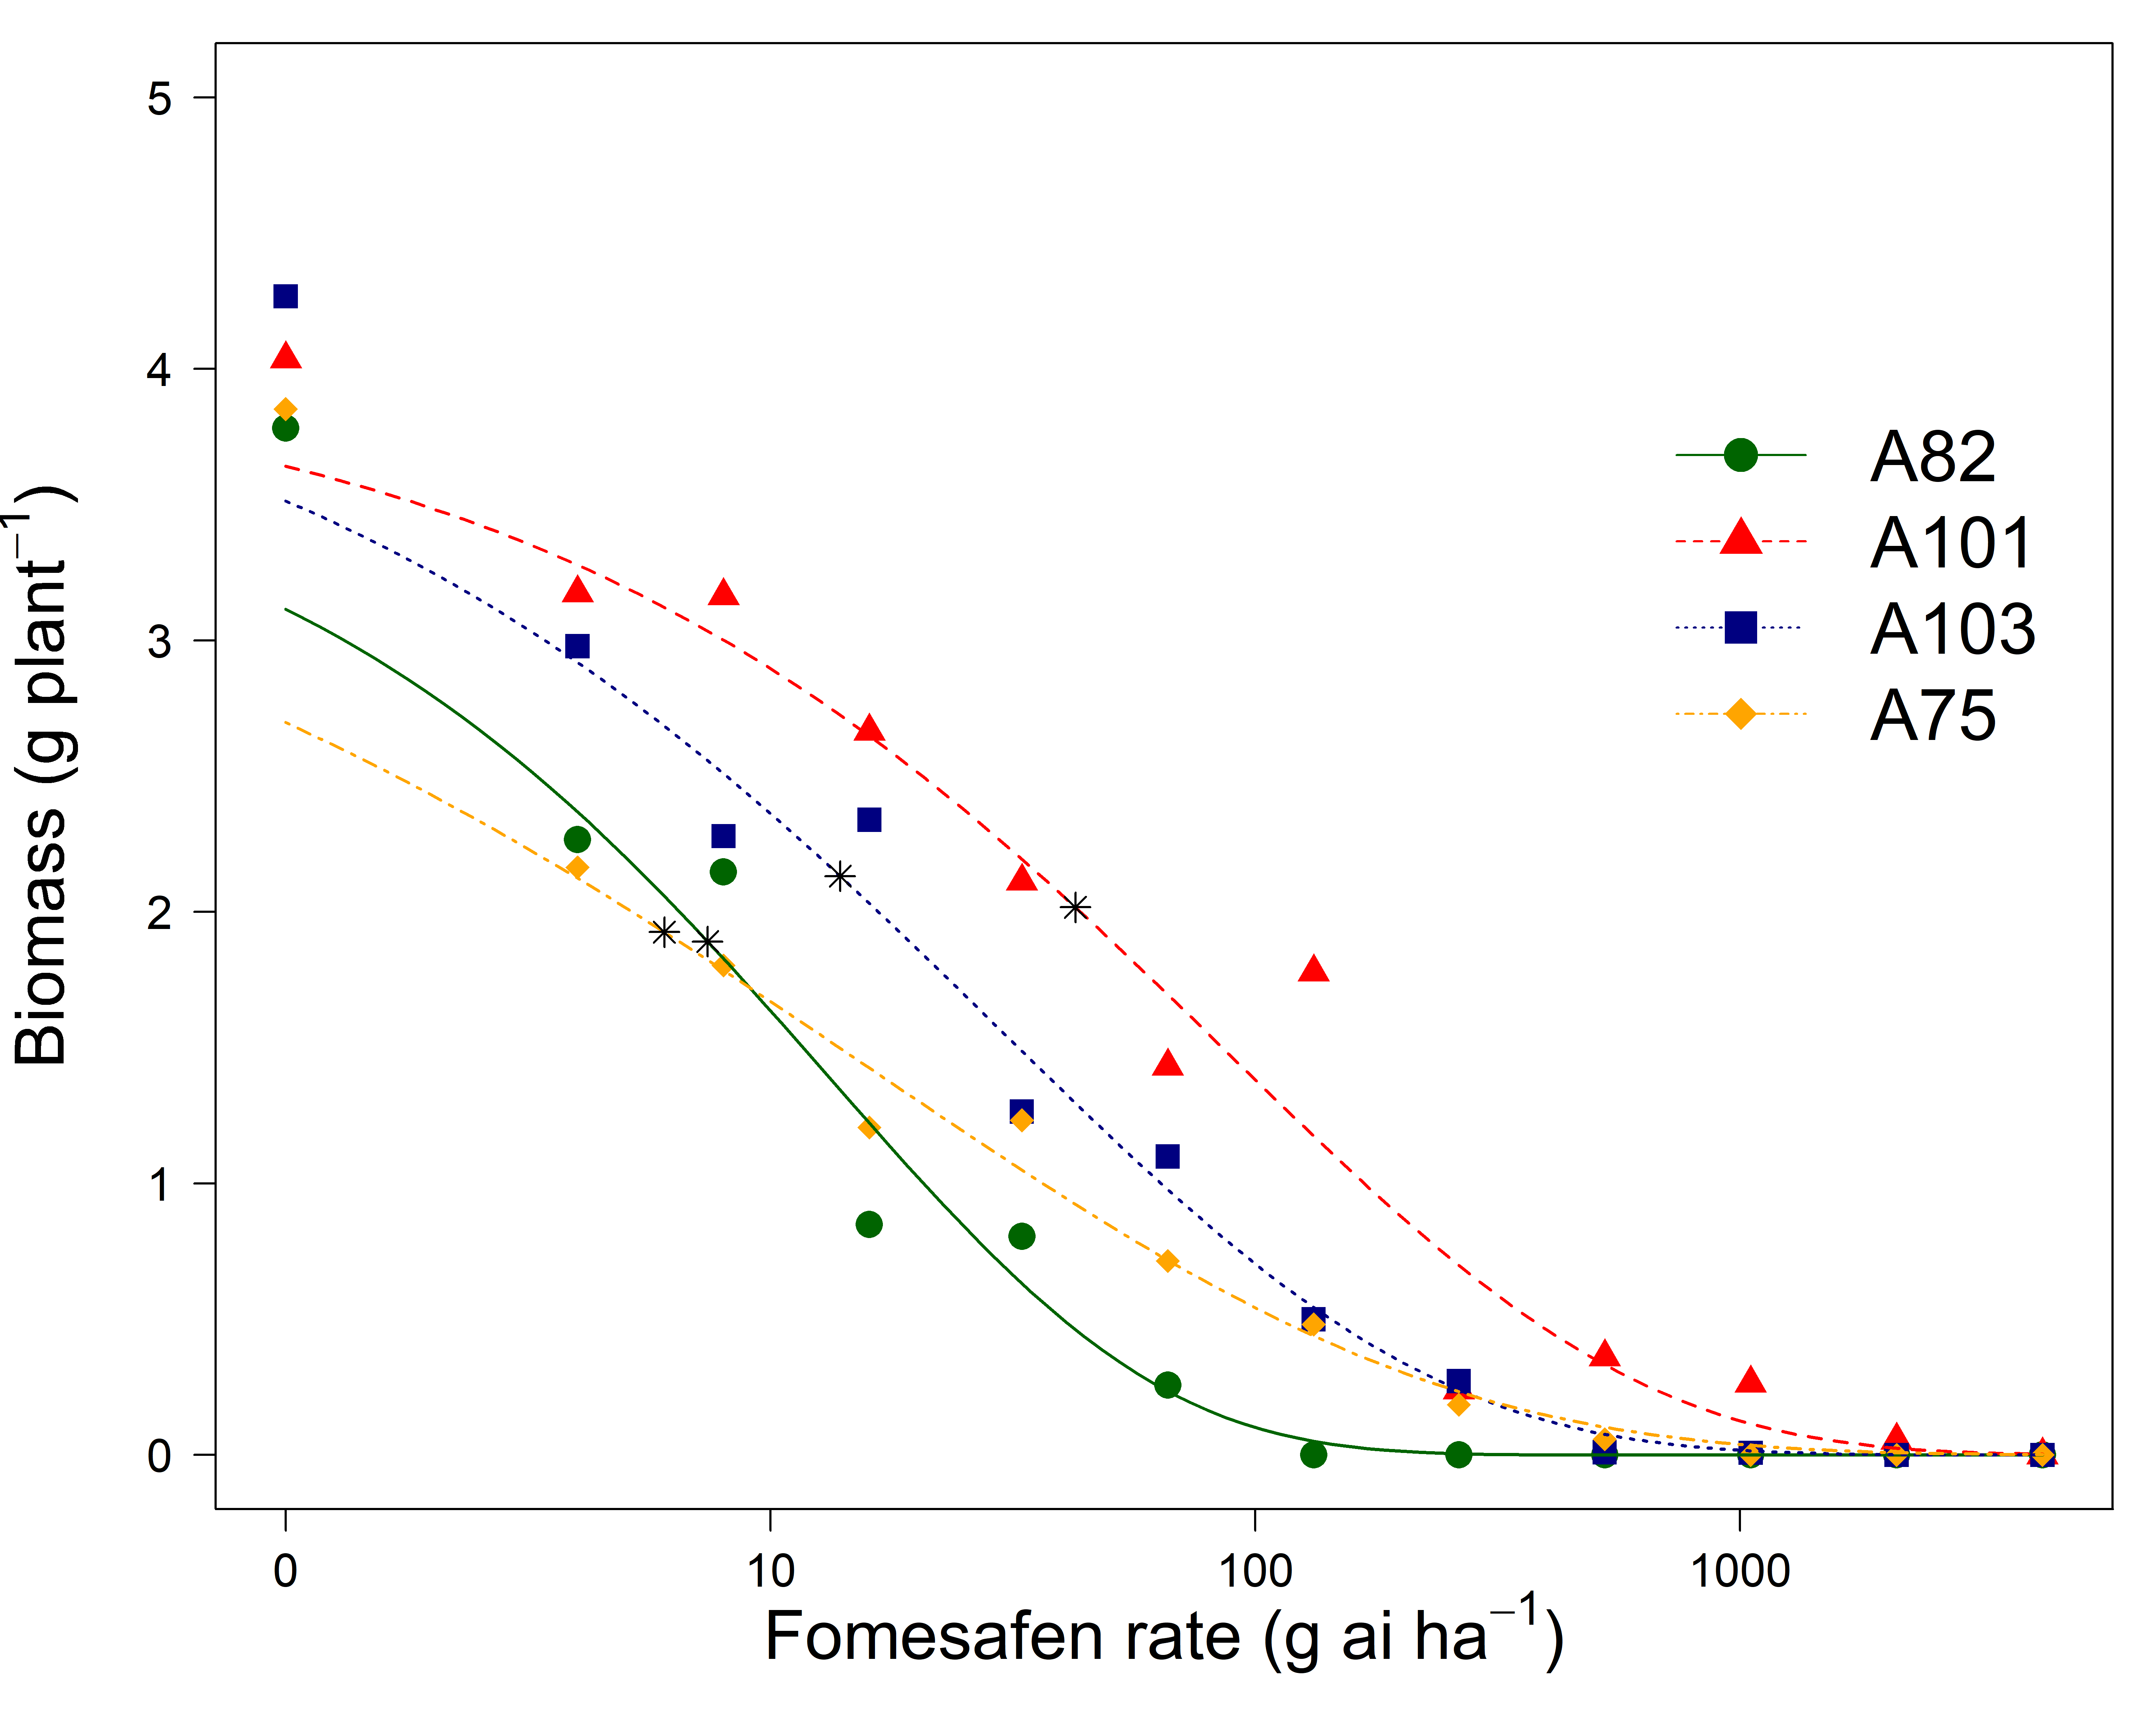 5
4
3
2
1
0
Biomass (g plant⁻¹)
A82
A101
A103
A75
0 10 100 1000
Fomesafen rate (g ai ha⁻¹)